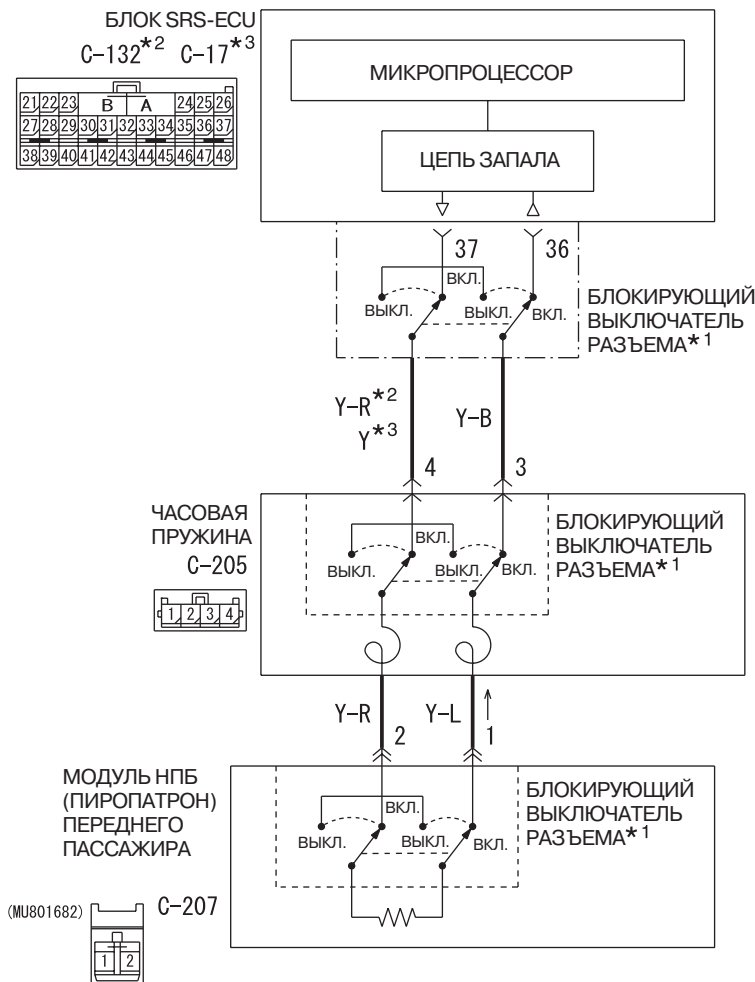 БЛОК SRS-ECU
C-132*2 C-17*3
21 22 23 B A 24 25 26
27 28 29 30 31 32 33 34 35 36 37
38 39 40 41 42 43 44 45 46 47 48
МИКРОПРОЦЕССОР
ЦЕПЬ ЗАПАЛА
37 36
ВКЛ.
ВЫКЛ. ВЫКЛ. ВКЛ.
БЛОКИРУЮЩИЙ
ВЫКЛЮЧАТЕЛЬ
РАЗЪЕМА*1
Y-R*2
Y*3
Y-B
4 3
ЧАСОВАЯ
ПРУЖИНА
C-205
1 2 3 4
ВКЛ.
ВЫКЛ. ВЫКЛ. ВКЛ.
БЛОКИРУЮЩИЙ
ВЫКЛЮЧАТЕЛЬ
РАЗЪЕМА*1
Y-R Y-L
2 1
МОДУЛЬ НПБ
(ПИРОПАТРОН)
ПЕРЕДНЕГО
ПАССАЖИРА
ВКЛ.
ВЫКЛ. ВЫКЛ. ВКЛ.
БЛОКИРУЮЩИЙ
ВЫКЛЮЧАТЕЛЬ
РАЗЪЕМА*1
(MU801682) C-207
1 2